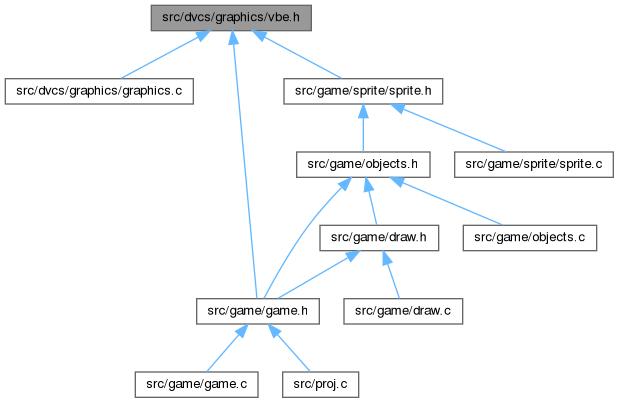 src/dvcs/graphics/vbe.h
src/dvcs/graphics/graphics.c
src/game/sprite/sprite.h
src/game/objects.h
src/game/sprite/sprite.c
src/game/draw.h
src/game/objects.c
src/game/game.h
src/game/draw.c
src/game/game.c
src/proj.c